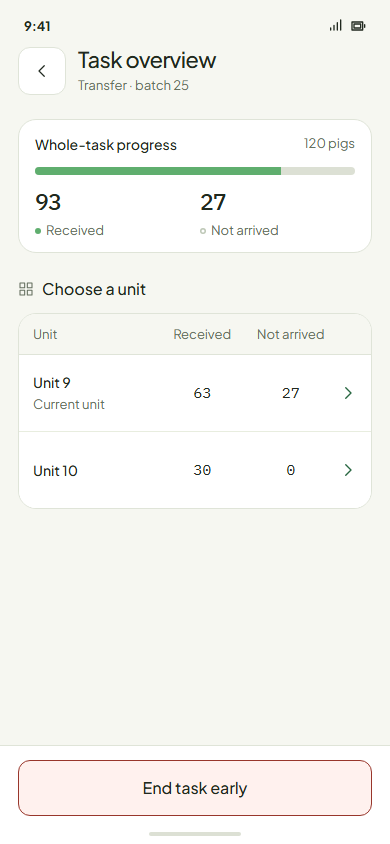 9:41
Task overview
Transfer · batch 25
Whole-task progress 120 pigs
93 27
Received Not arrived
Choose a unit
Unit Received Not arrived
Unit 9 63 27
Current unit
Unit 10 30 0
End task early